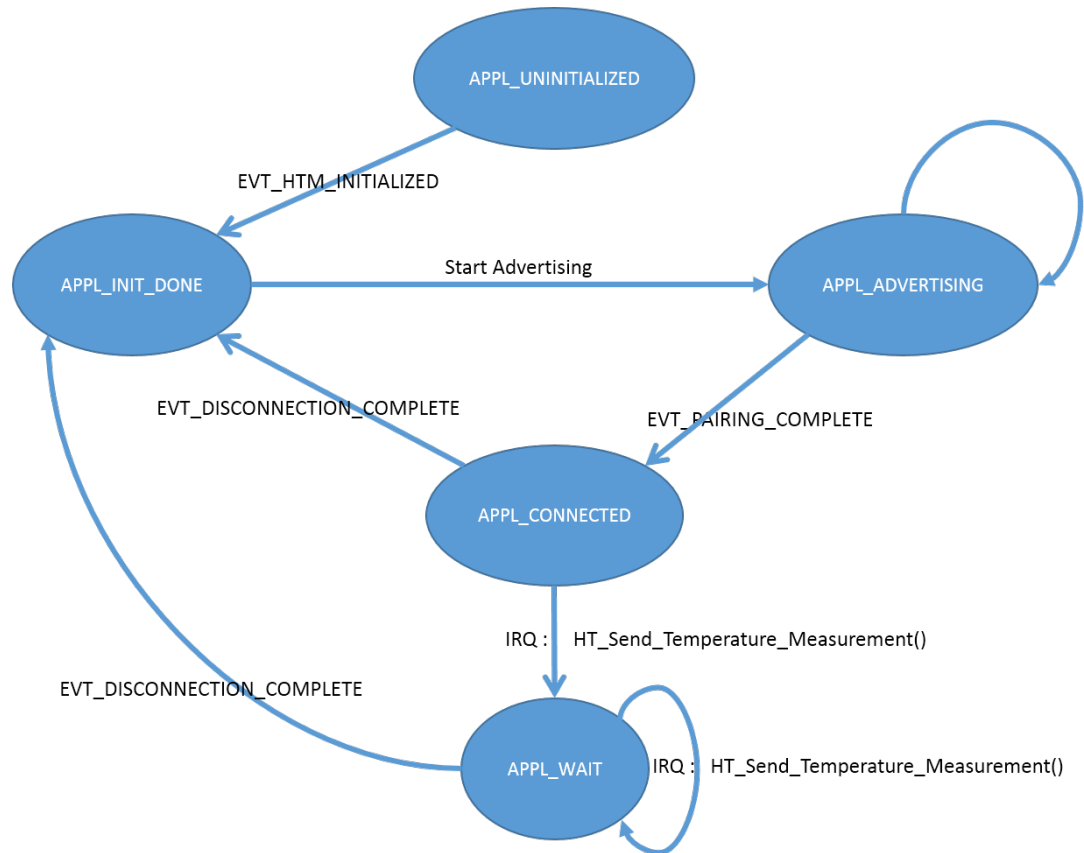 APPL_UNINITIALIZED
EVT_HTM_INITIALIZED
Start Advertising
APPL_INIT_DONE
APPL_ADVERTISING
EVT_DISCONNECTION_COMPLETE
EVT_PAIRING_COMPLETE
APPL_CONNECTED
IRQ : HT_Send_Temperature_Measurement()
EVT_DISCONNECTION_COMPLETE
APPL_WAIT
IRQ : HT_Send_Temperature_Measurement()